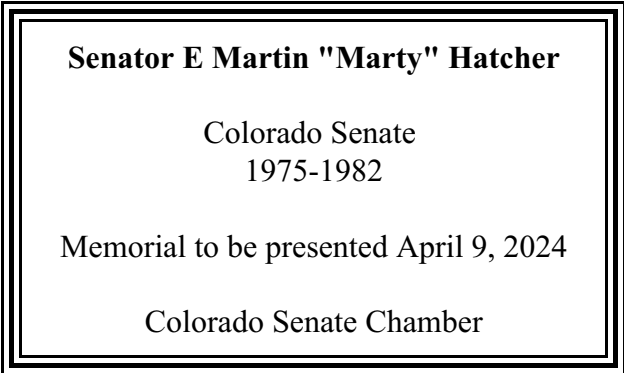 Senator E Martin "Marty" Hatcher
Colorado Senate
1975-1982
Memorial to be presented April 9, 2024
Colorado Senate Chamber